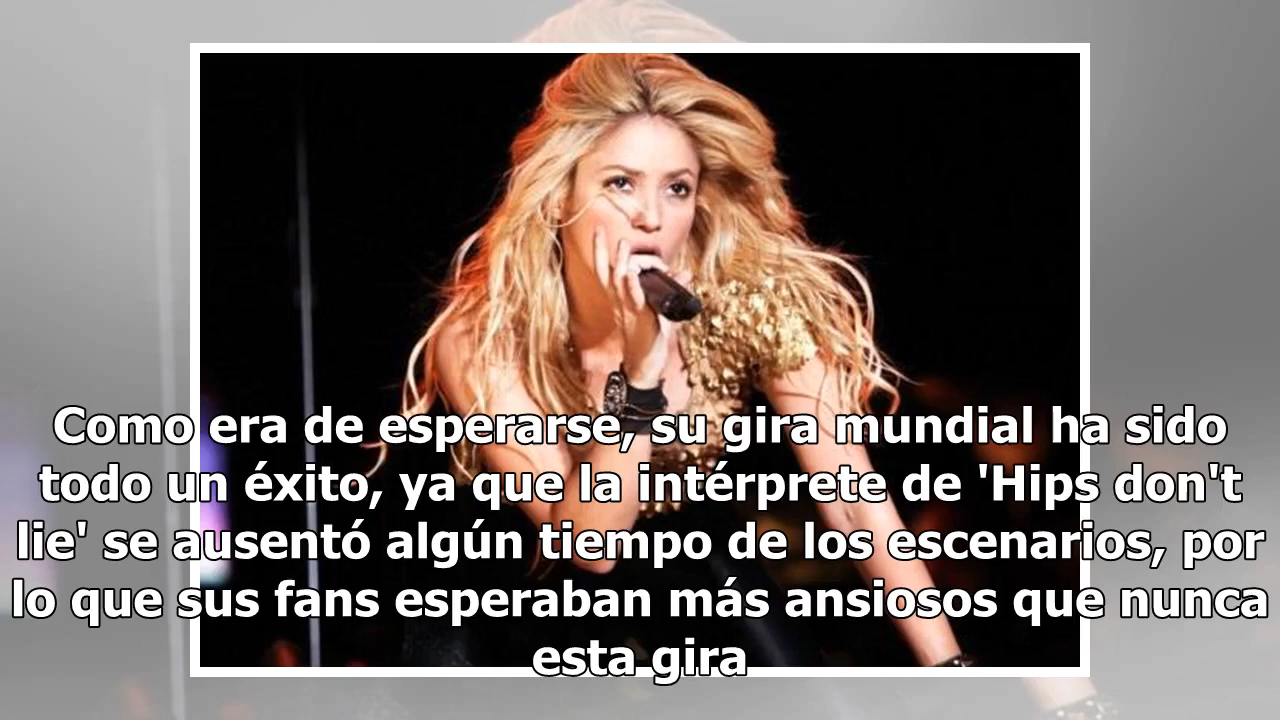 Como era de esperarse, su gira mundial ha sido
todo un éxito, ya que la intérprete de 'Hips don't
lie' se ausentó algún tiempo de los escenarios, por
lo que sus fans esperaban más ansiosos que nunca
esta gira